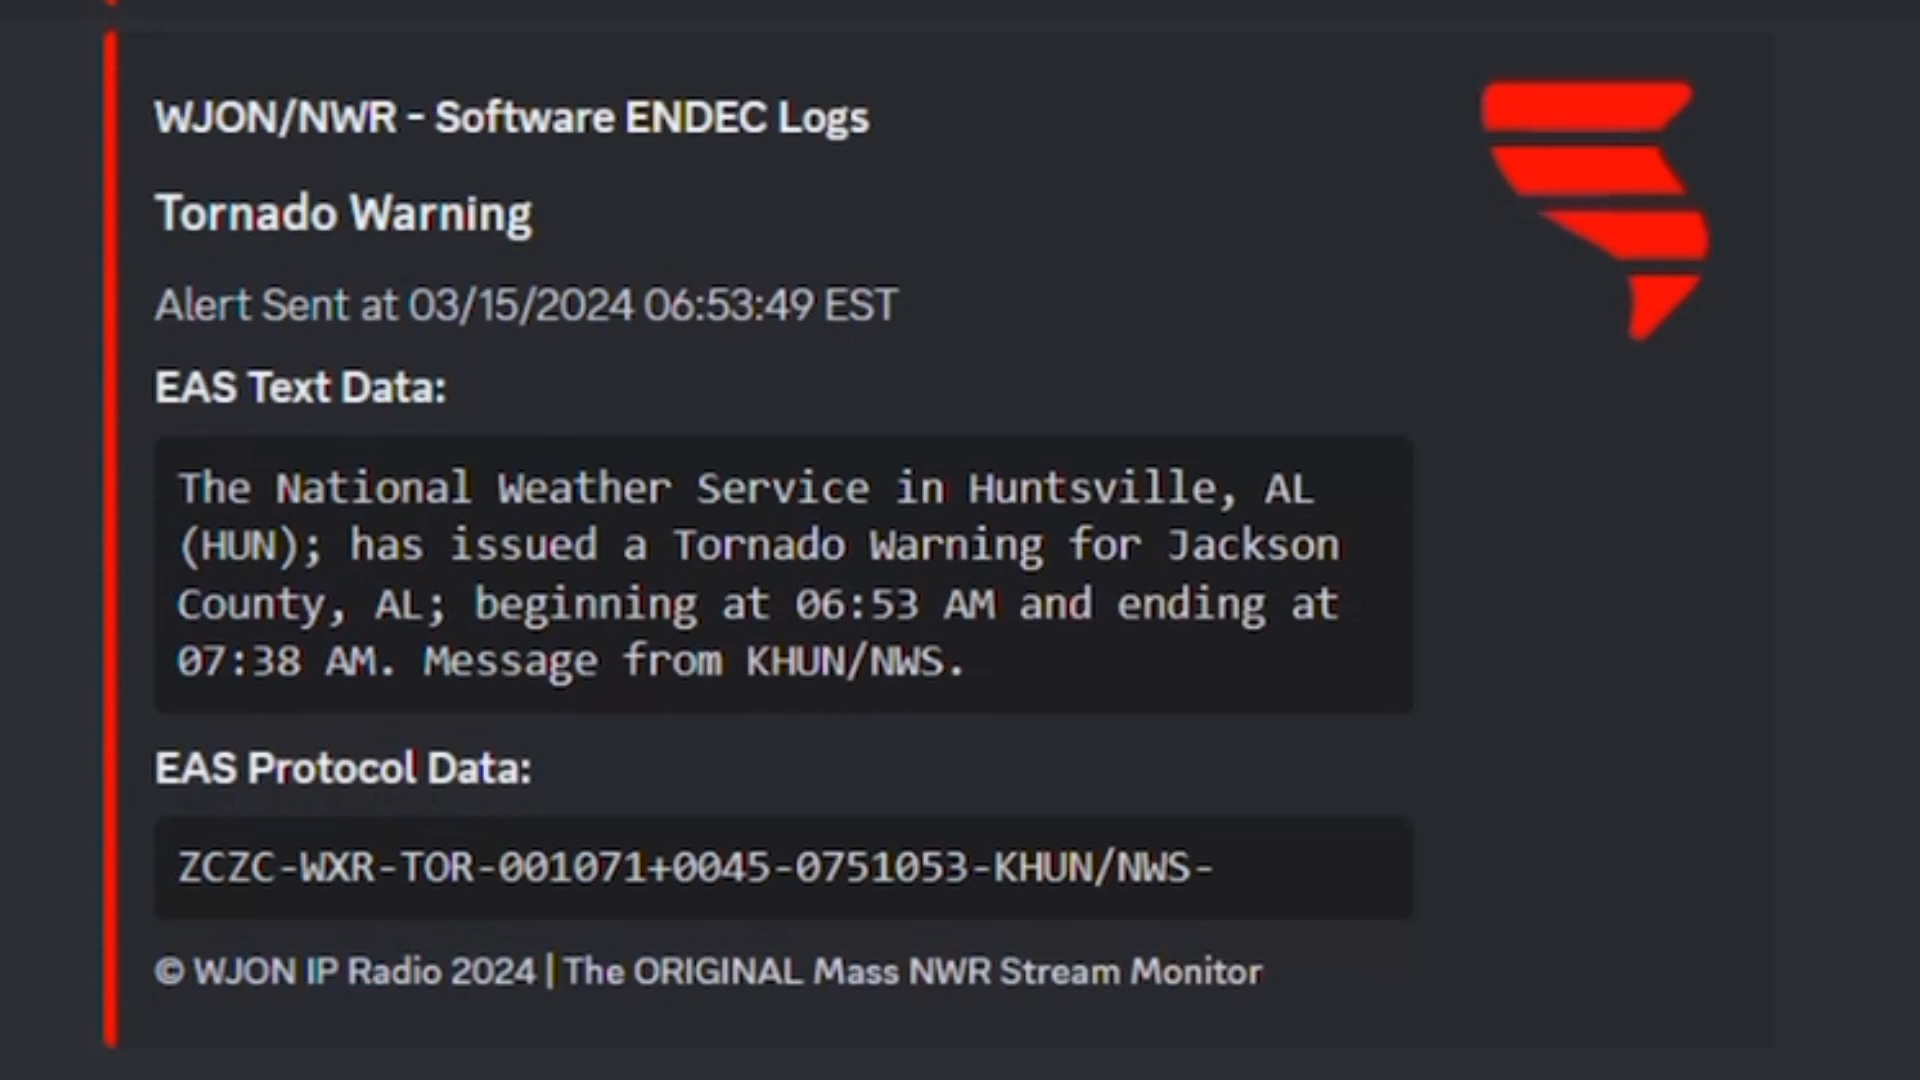 WJON/NWR - Software ENDEC Logs
Tornado Warning
Alert Sent at 03/15/2024 06:53:49 EST
EAS Text Data:
The National Weather Service in Huntsville, AL
(HUN); has issued a Tornado Warning for Jackson
County, AL; beginning at 06:53 AM and ending at
07:38 AM. Message from KHUN/NWS.
EAS Protocol Data:
ZCZC-WXR-TOR-001071+0045-0751053-KHUN/NWS-
© WJON IP Radio 2024 | The ORIGINAL Mass NWR Stream Monitor